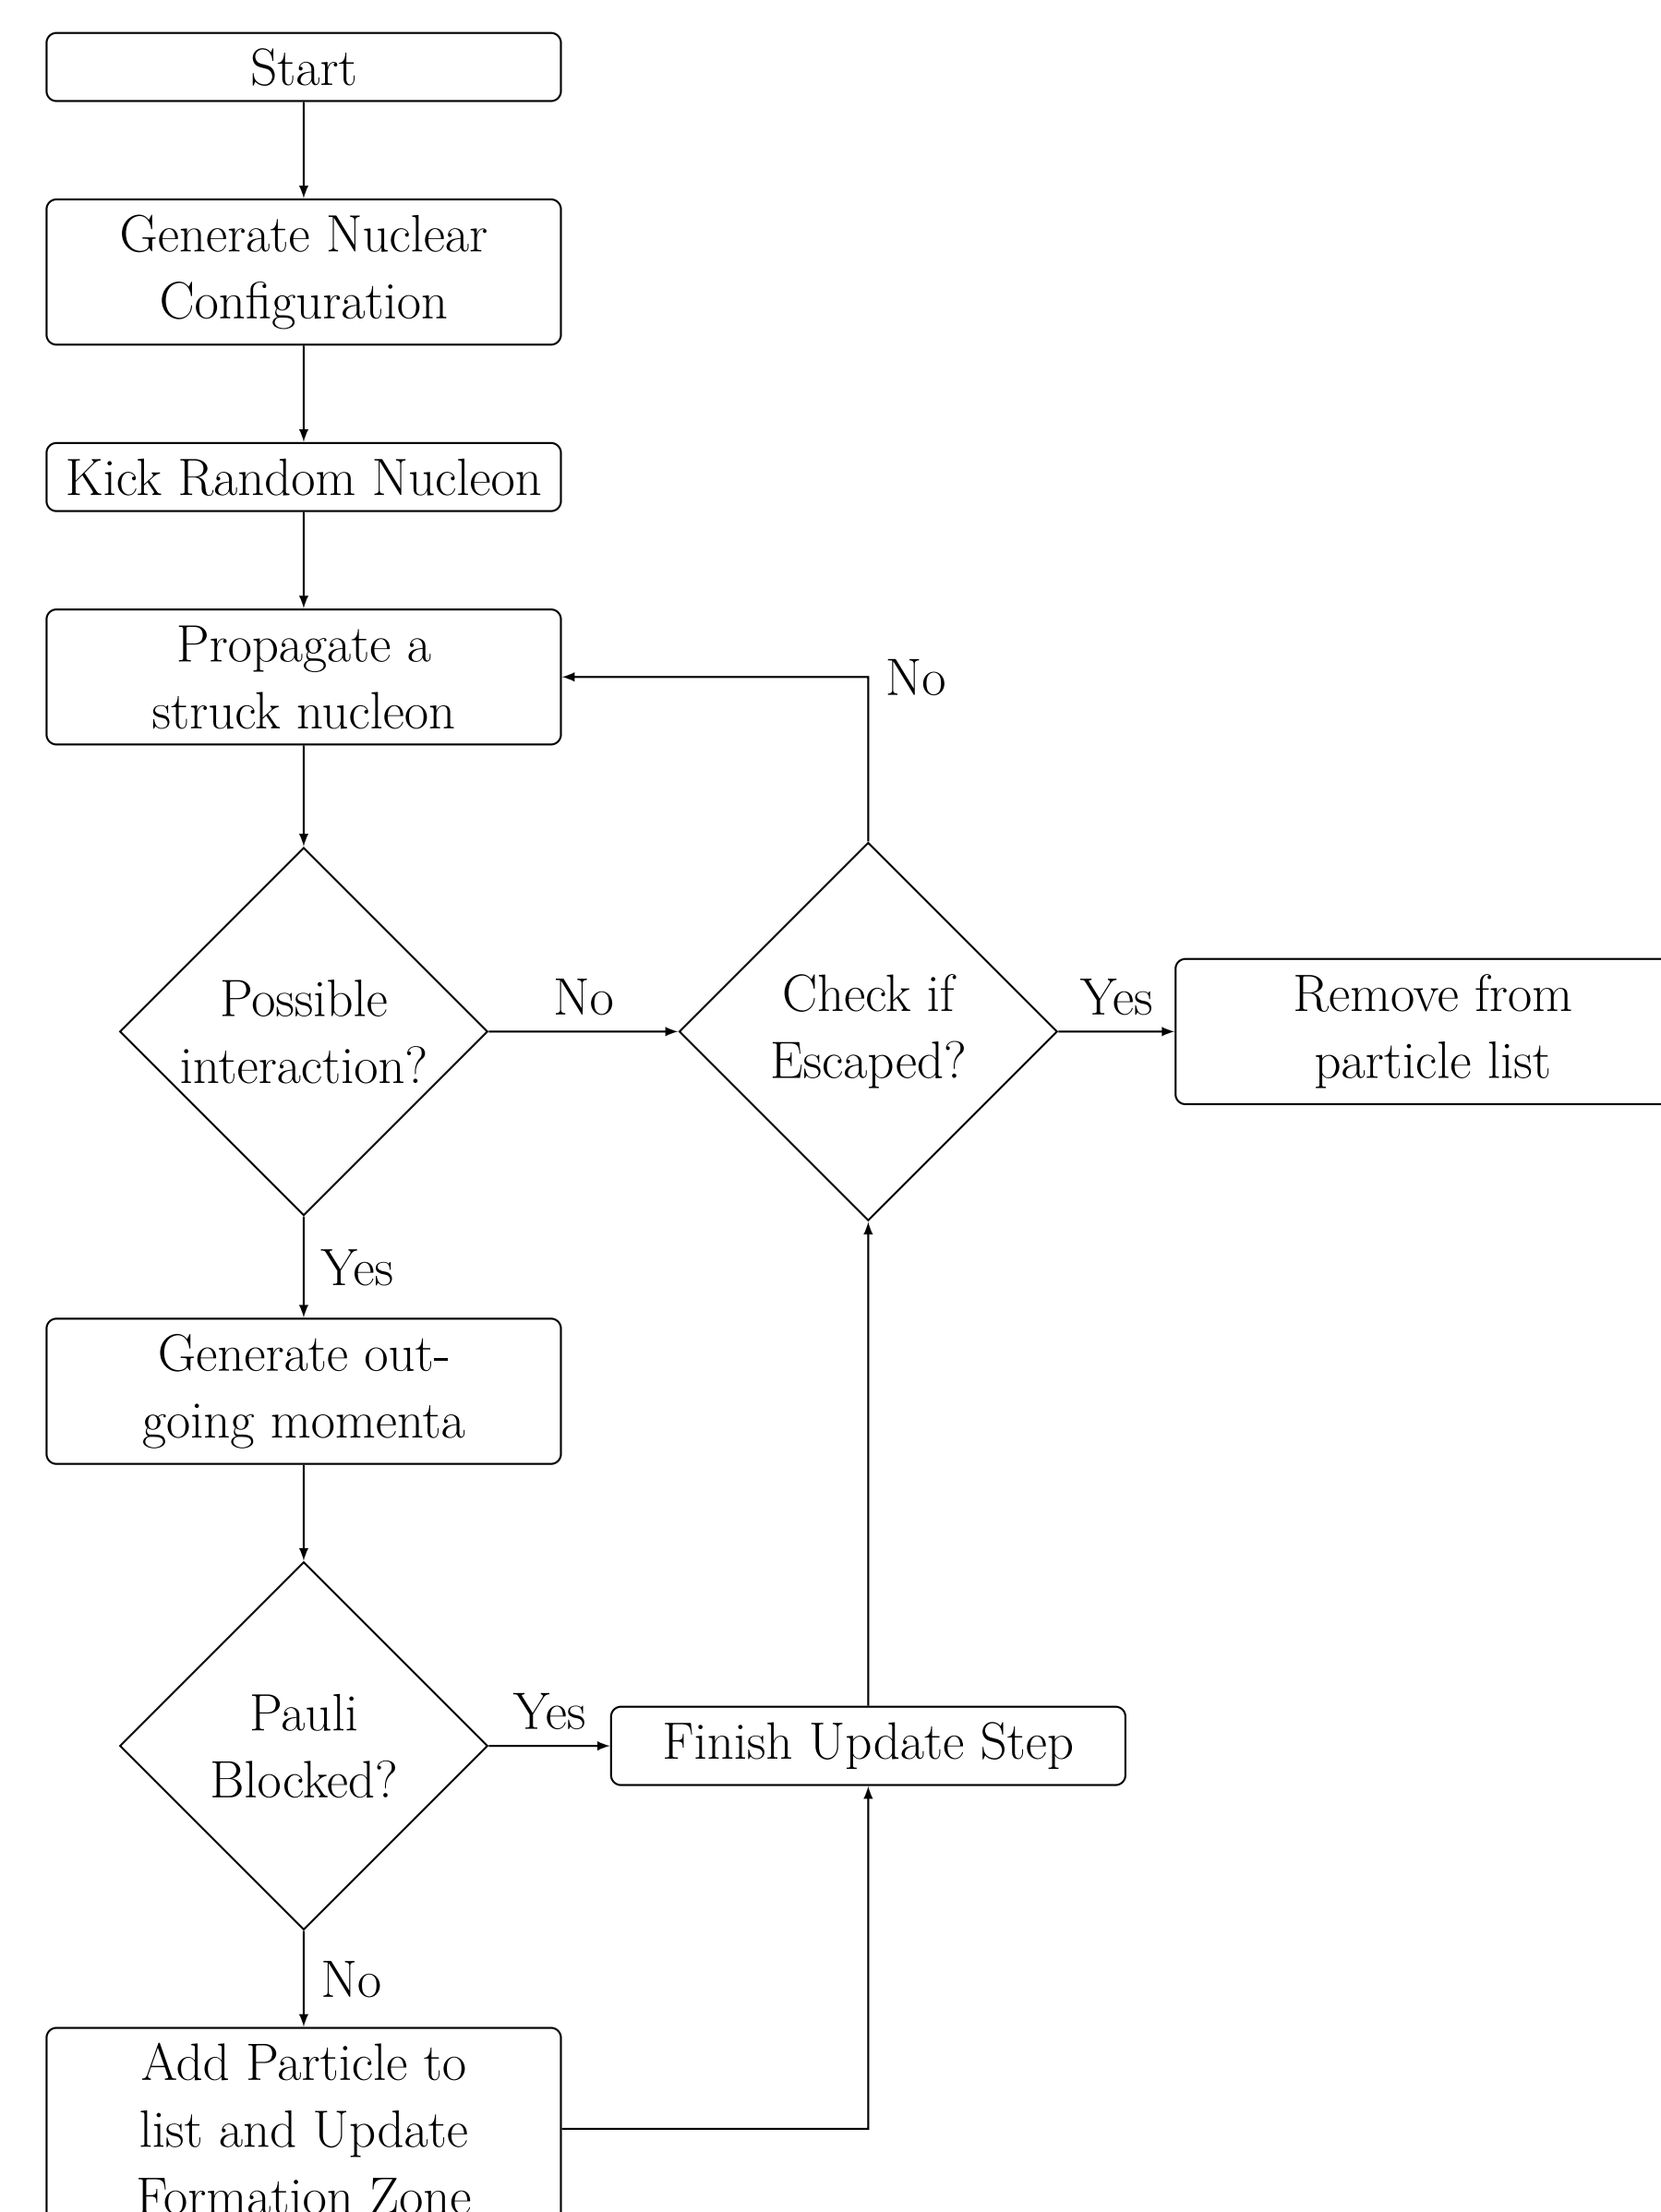 Start
Generate Nuclear
Configuration
Kick Random Nucleon
Propagate a
struck nucleon
No
Possible
interaction?
No
Check if
Escaped?
Yes
Remove from
particle list
Yes
Generate out-
going momenta
Pauli
Blocked?
Yes
Finish Update Step
No
Add Particle to
list and Update
Formation Zone